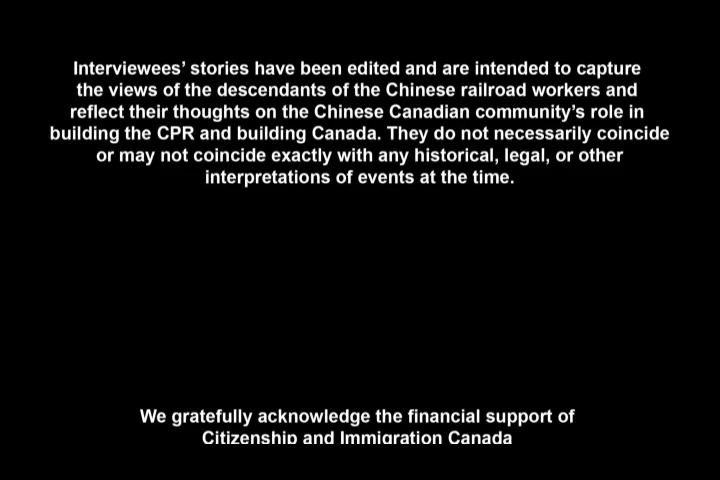 Interviewees’ stories have been edited and are intended to capture
the views of the descendants of the Chinese railroad workers and
reflect their thoughts on the Chinese Canadian community’s role in
building the CPR and building Canada. They do not necessarily coincide
or may not coincide exactly with any historical, legal, or other
interpretations of events at the time.
We gratefully acknowledge the financial support of
Citizenship and Immigration Canada